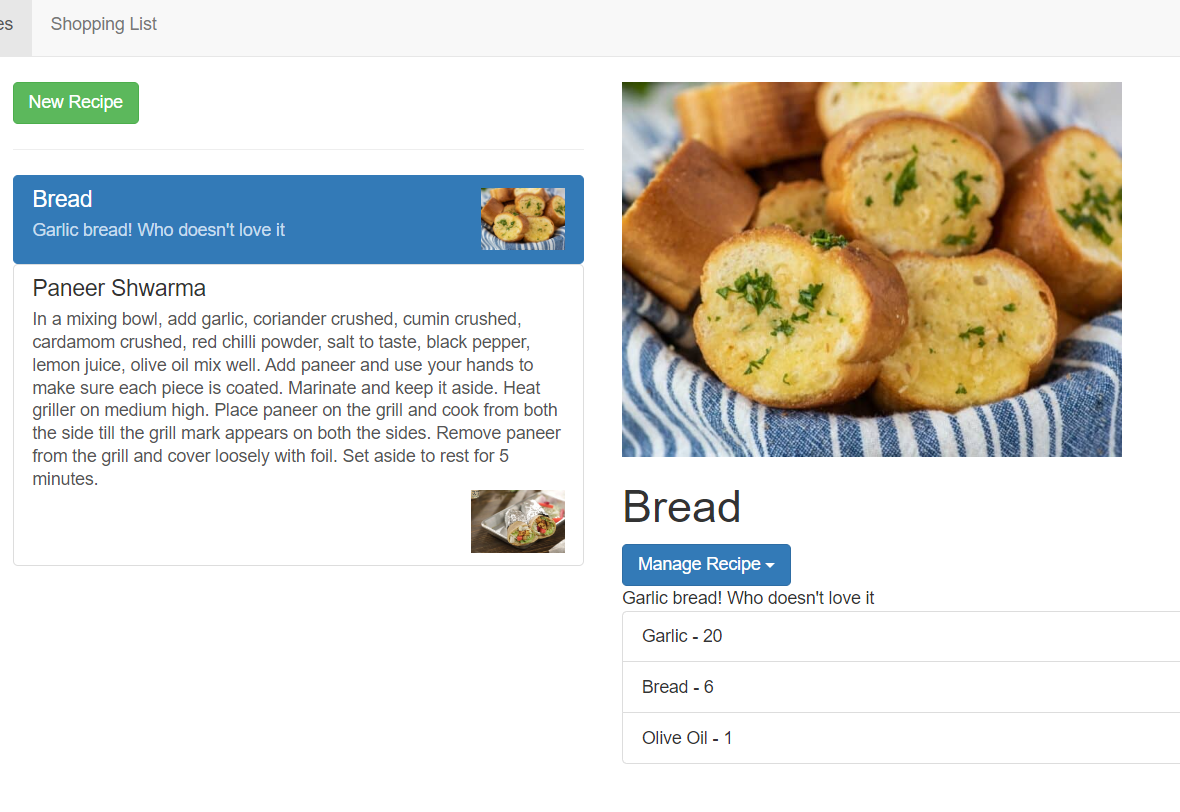 es
Shopping List
New Recipe
Bread
Garlic bread! Who doesn't love it
Paneer Shwarma
In a mixing bowl, add garlic, coriander crushed, cumin crushed,
cardamom crushed, red chilli powder, salt to taste, black pepper,
lemon juice, olive oil mix well. Add paneer and use your hands to
make sure each piece is coated. Marinate and keep it aside. Heat
griller on medium high. Place paneer on the grill and cook from both
the side till the grill mark appears on both the sides. Remove paneer
from the grill and cover loosely with foil. Set aside to rest for 5
minutes.
Bread
Manage Recipe
Garlic bread! Who doesn't love it
Garlic - 20
Bread - 6
Olive Oil - 1